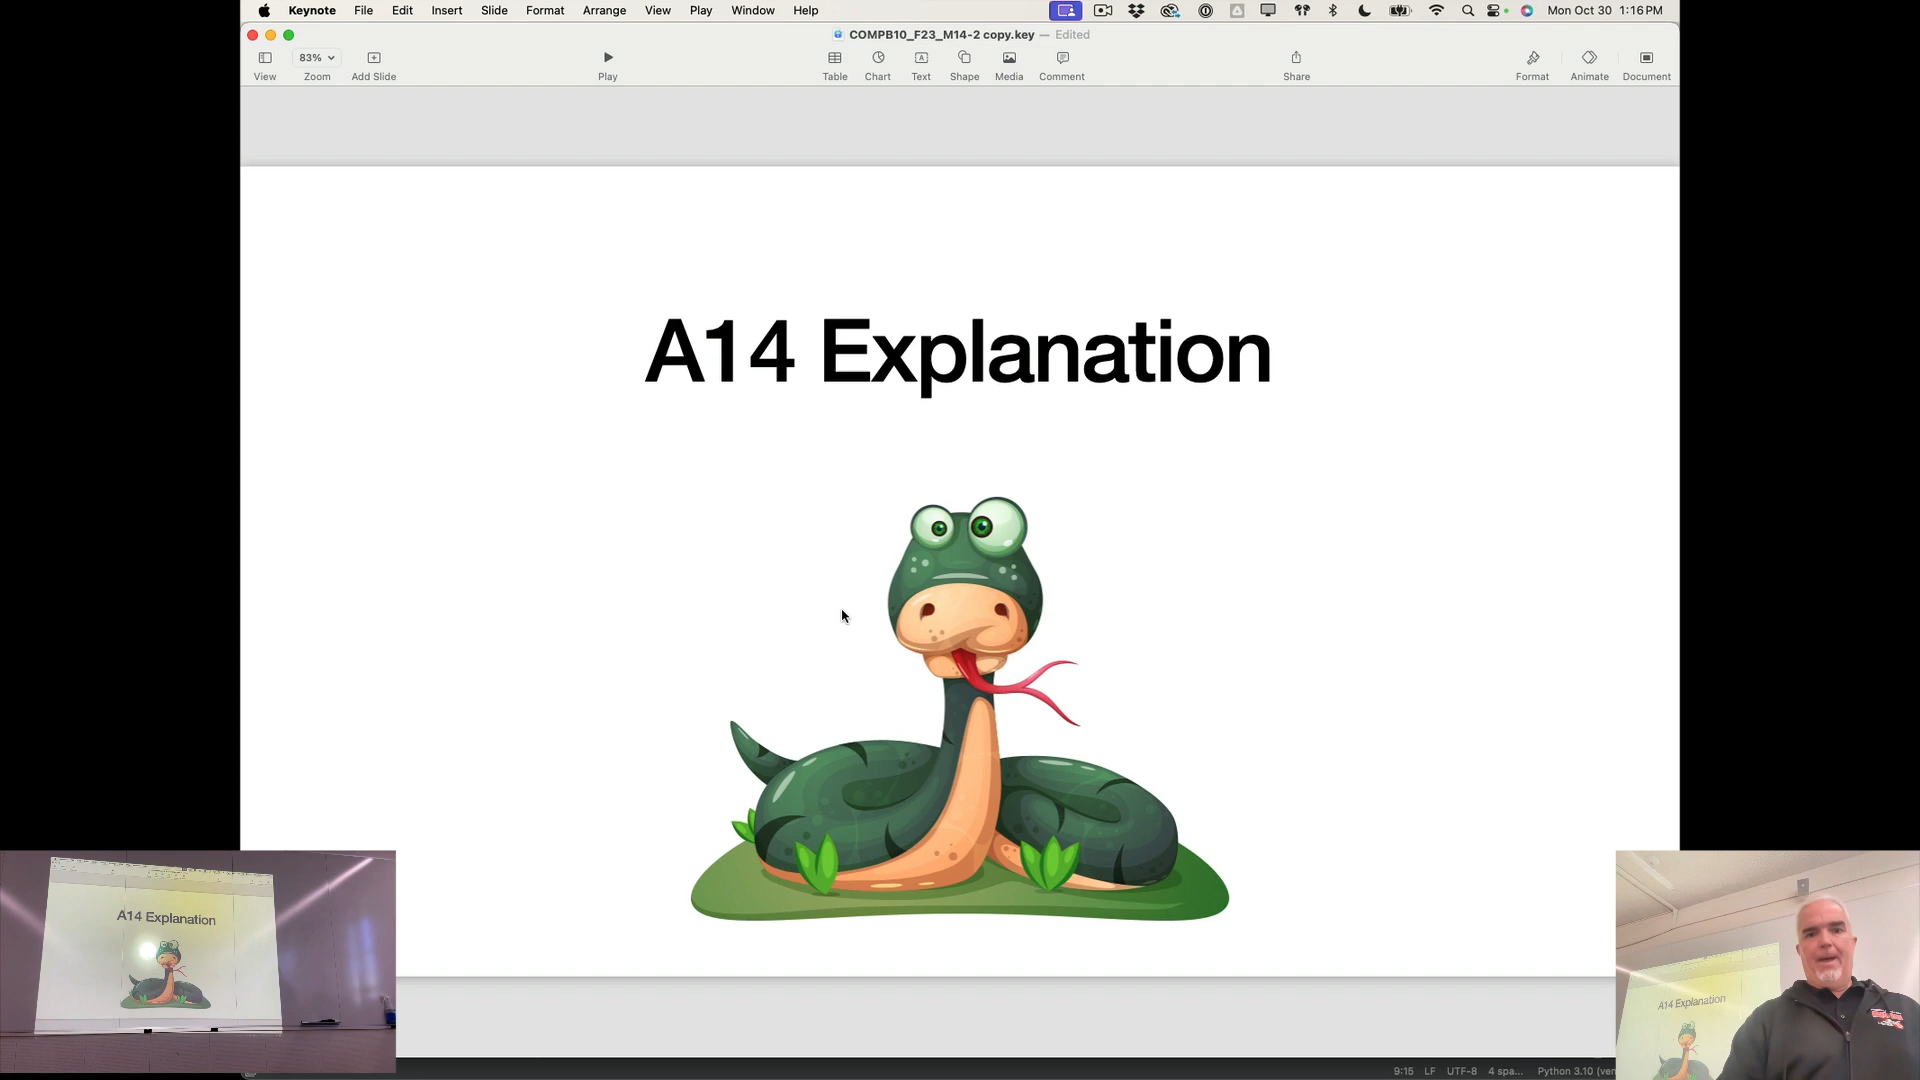 Keynote File Edit Insert Slide Format Arrange View Play Window Help Mon Oct 30 1:16 PM
COMPB10_F23_M14-2 copy.key — Edited
83%
View Zoom Add Slide Play Table Chart Text Shape Media Comment Share Format Animate Document
A14 Explanation
A14 Explanation
A14 Explanation
9:15 LF UTF-8 4 spa... Python 3.10 (ven